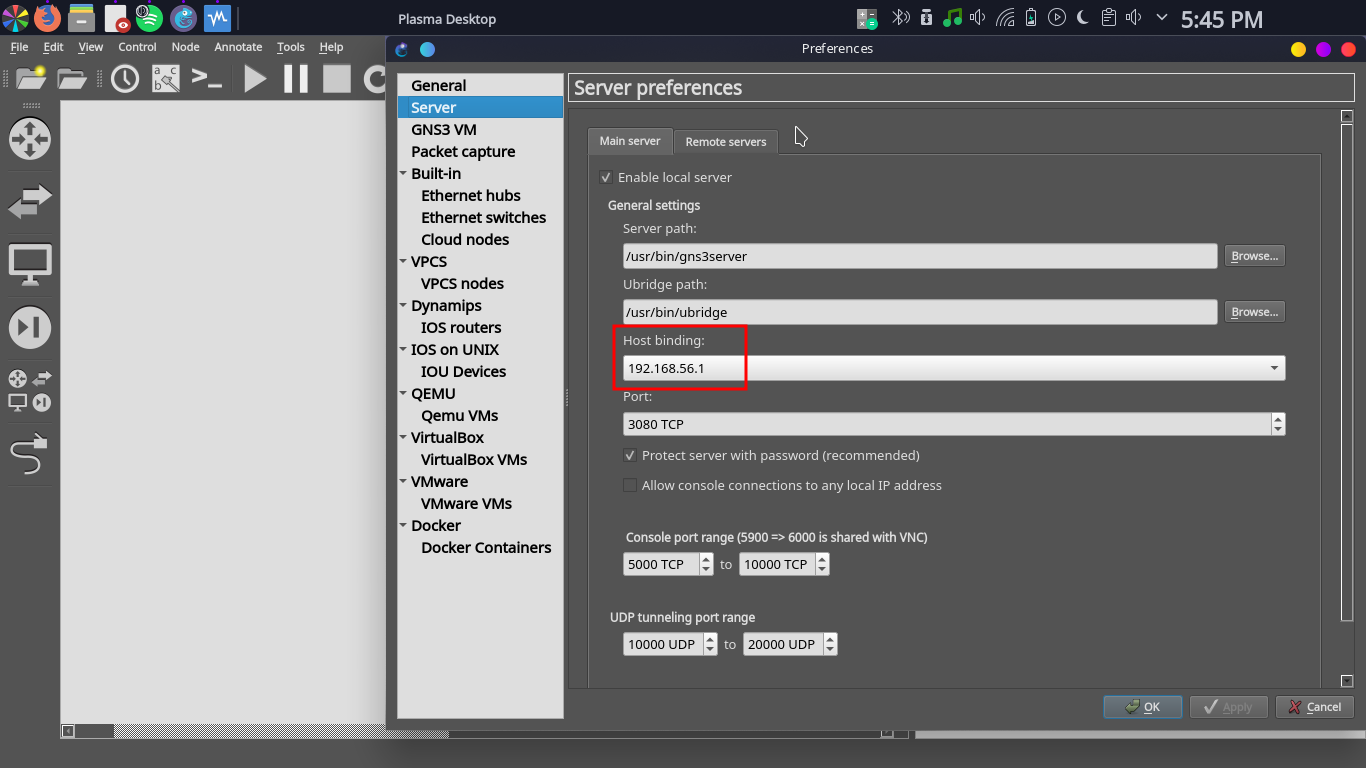 Plasma Desktop
5:45 PM
File Edit View Control Node Annotate Tools Help
Preferences
General
Server
GNS3 VM
Packet capture
Built-in
Ethernet hubs
Ethernet switches
Cloud nodes
VPCS
VPCS nodes
Dynamips
IOS routers
IOS on UNIX
IOU Devices
QEMU
Qemu VMs
VirtualBox
VirtualBox VMs
VMware
VMware VMs
Docker
Docker Containers
Server preferences
Main server Remote servers
Enable local server
General settings
Server path:
/usr/bin/gns3server Browse...
Ubridge path:
/usr/bin/ubridge Browse...
Host binding:
192.168.56.1
Port:
3080 TCP
Protect server with password (recommended)
Allow console connections to any local IP address
Console port range (5900 => 6000 is shared with VNC)
5000 TCP to 10000 TCP
UDP tunneling port range
10000 UDP to 20000 UDP
OK Apply Cancel